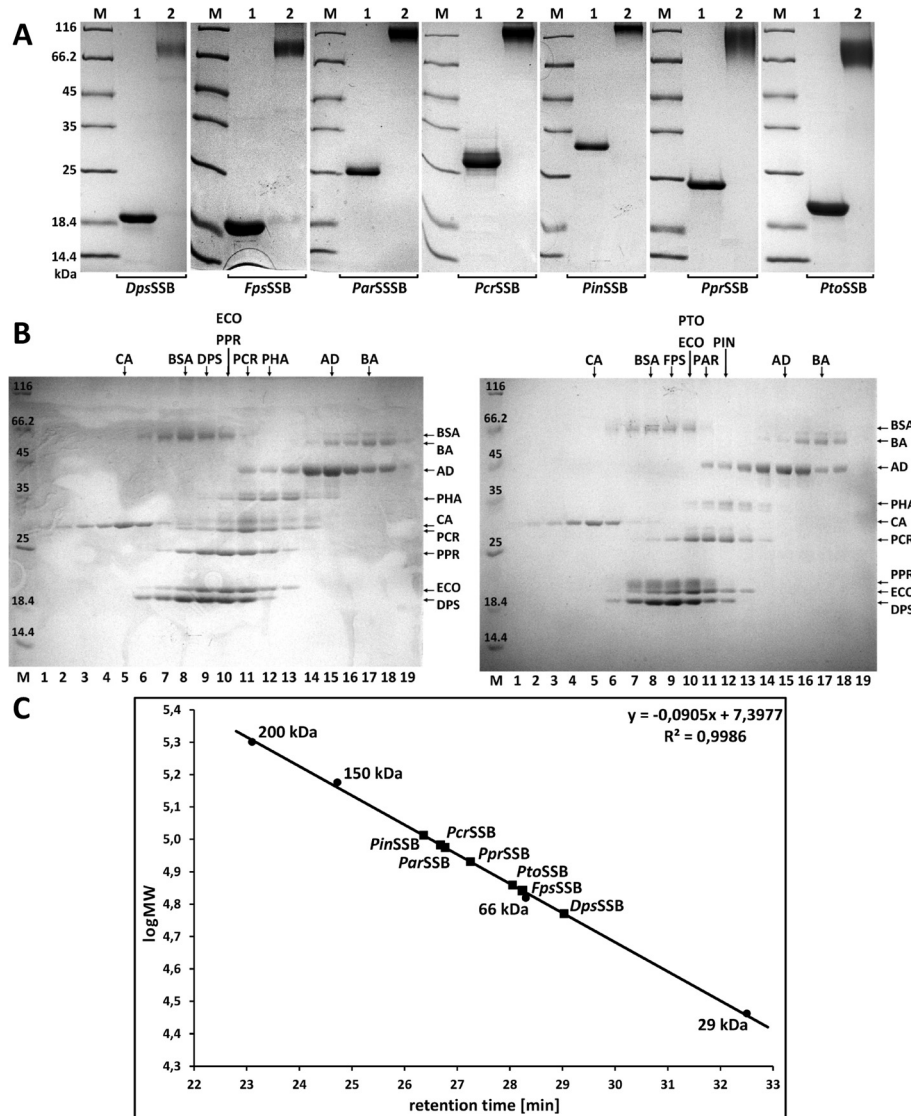 A
M 1 2 M 1 2 M 1 2 M 1 2 M 1 2 M 1 2 M 1 2
116
66.2
45
35
25
18.4
14.4
kDa
DpsSSB FpsSSB ParSSSB PcrSSB PinSSB PprSSB PtoSSB
B
ECO
PPR
CA BSA DPS PCR PHA AD BA
116
66.2
45
35
25
18.4
14.4
BSA
BA
AD
PHA
CA
PCR
PPR
ECO
DPS
M 1 2 3 4 5 6 7 8 9 10 11 12 13 14 15 16 17 18 19
PTO
ECO PIN
CA BSA FPS PAR AD BA
116
66.2
45
35
25
18.4
14.4
BSA
BA
AD
PHA
CA
PCR
PPR
ECO
DPS
M 1 2 3 4 5 6 7 8 9 10 11 12 13 14 15 16 17 18 19
C
y = -0,0905x + 7,3977
R² = 0,9986
5,4
5,3
5,2
5,1
5,0
4,9
4,8
4,7
4,6
4,5
4,4
4,3
logMW
200 kDa
150 kDa
PcrSSB
PinSSB
ParSSB
PprSSB
PtoSSB
FpsSSB
66 kDa
DpsSSB
29 kDa
22 23 24 25 26 27 28 29 30 31 32 33
retention time [min]